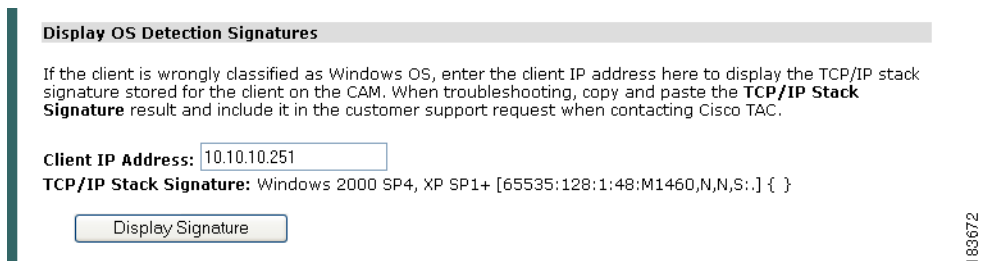 Display OS Detection Signatures
If the client is wrongly classified as Windows OS, enter the client IP address here to display the TCP/IP stack
signature stored for the client on the CAM. When troubleshooting, copy and paste the TCP/IP Stack
Signature result and include it in the customer support request when contacting Cisco TAC.
Client IP Address: 10.10.10.251
TCP/IP Stack Signature: Windows 2000 SP4, XP SP1+ [65535:128:1:48:M1460,N,N,S:.] { }
Display Signature
183672